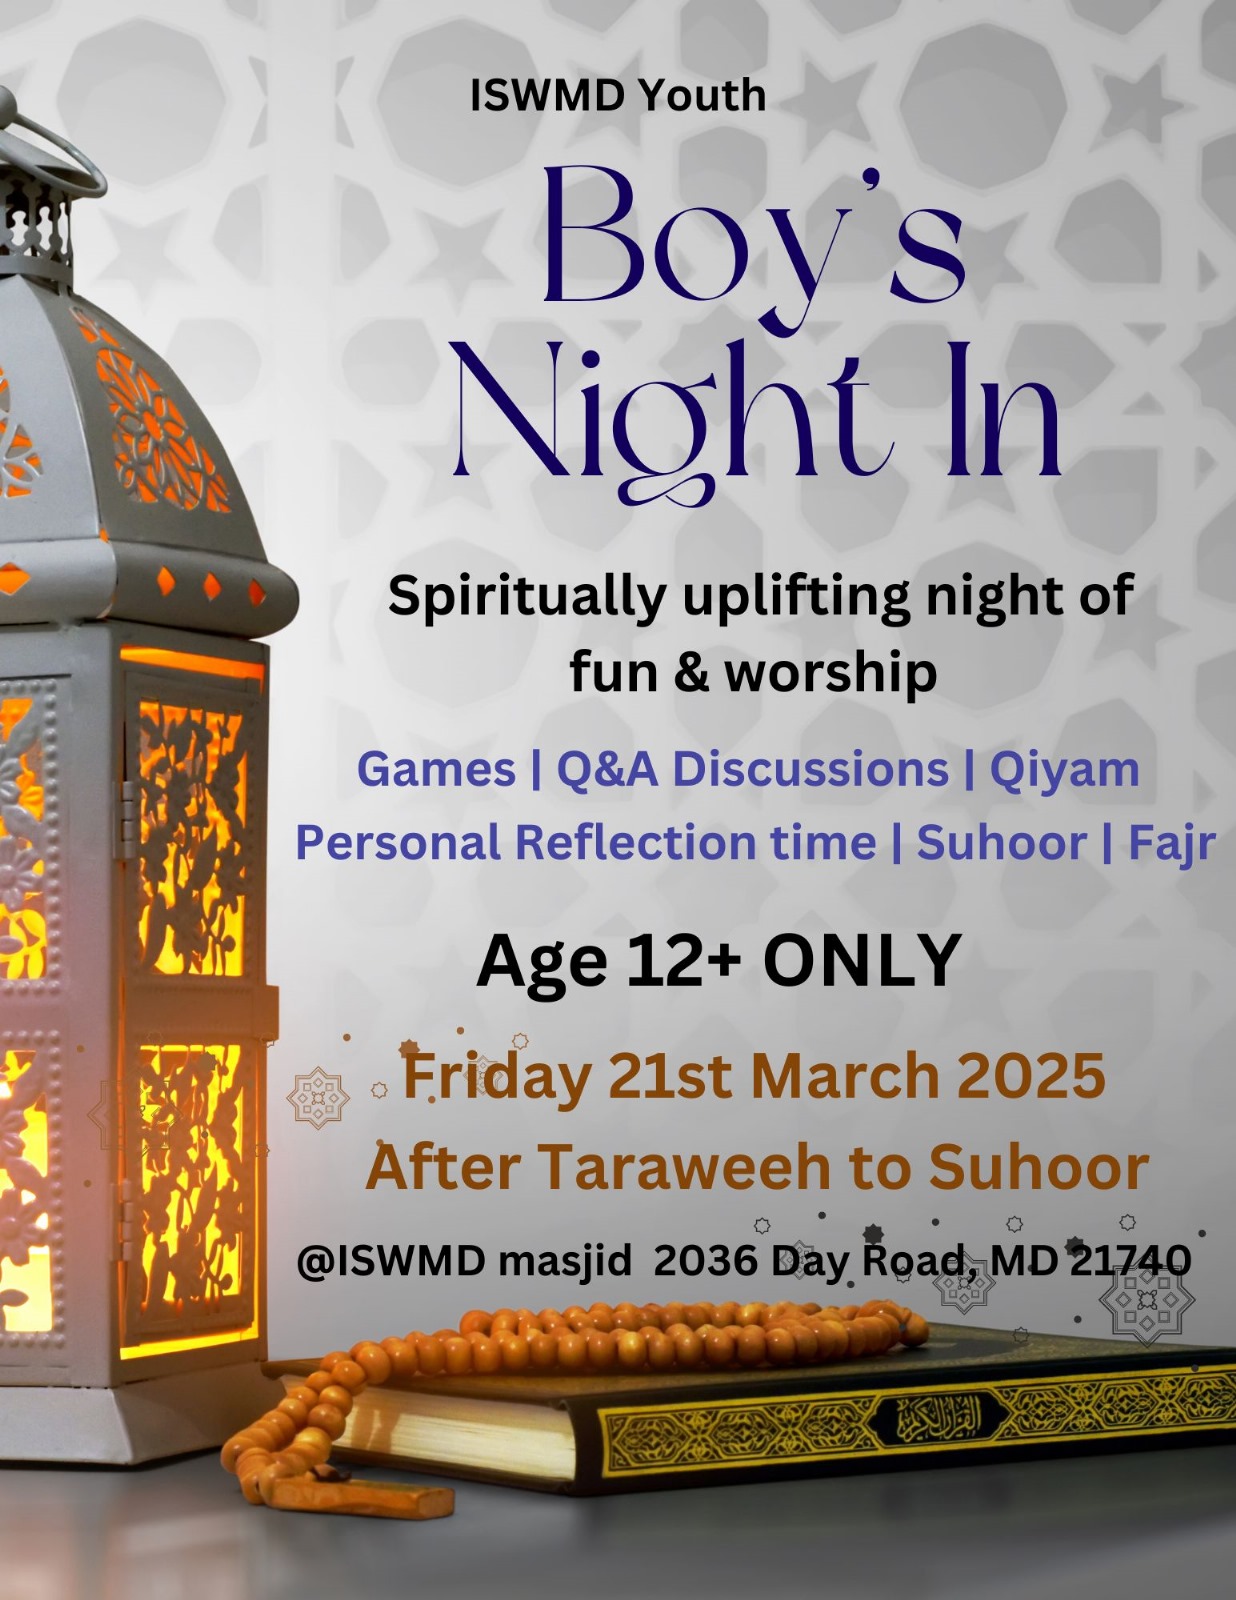 ISWMD Youth
Boy's
Night In
Spiritually uplifting night of
fun & worship
Games | Q&A Discussions | Qiyam
Personal Reflection time | Suhoor | Fajr
Age 12+ ONLY
Friday 21st March 2025
After Taraweeh to Suhoor
@ISWMD masjid  2036 Day Road, MD 21740
القرآن الكريم